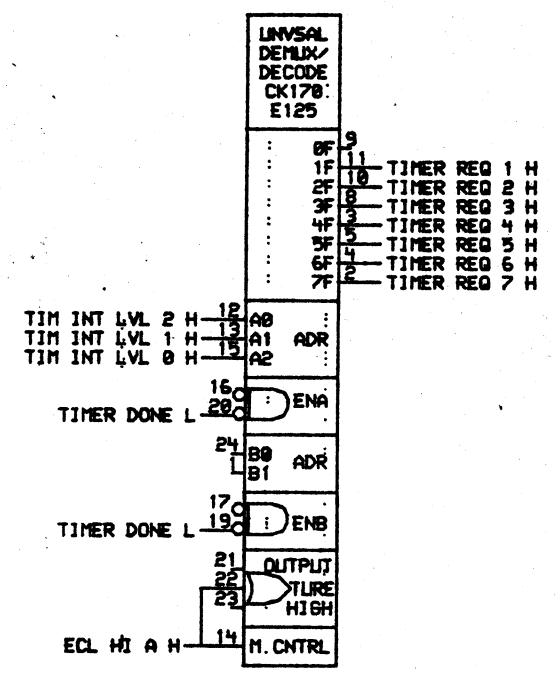 UNVSAL
DEMUX/
DECODE
CK170
E125
0F 9
1F 11 TIMER REQ 1 H
2F 10 TIMER REQ 2 H
3F 8 TIMER REQ 3 H
4F 3 TIMER REQ 4 H
5F 5 TIMER REQ 5 H
6F 4 TIMER REQ 6 H
7F 2 TIMER REQ 7 H
TIM INT LVL 2 H 12 A0
TIM INT LVL 1 H 13 A1 ADR
TIM INT LVL 0 H 15 A2
16
TIMER DONE L 20 ENA
24 B0
1 B1 ADR
17
TIMER DONE L 19 ENB
21 OUTPUT
22 TURE
23 HIGH
ECL HI A H 14 M.CNTRL